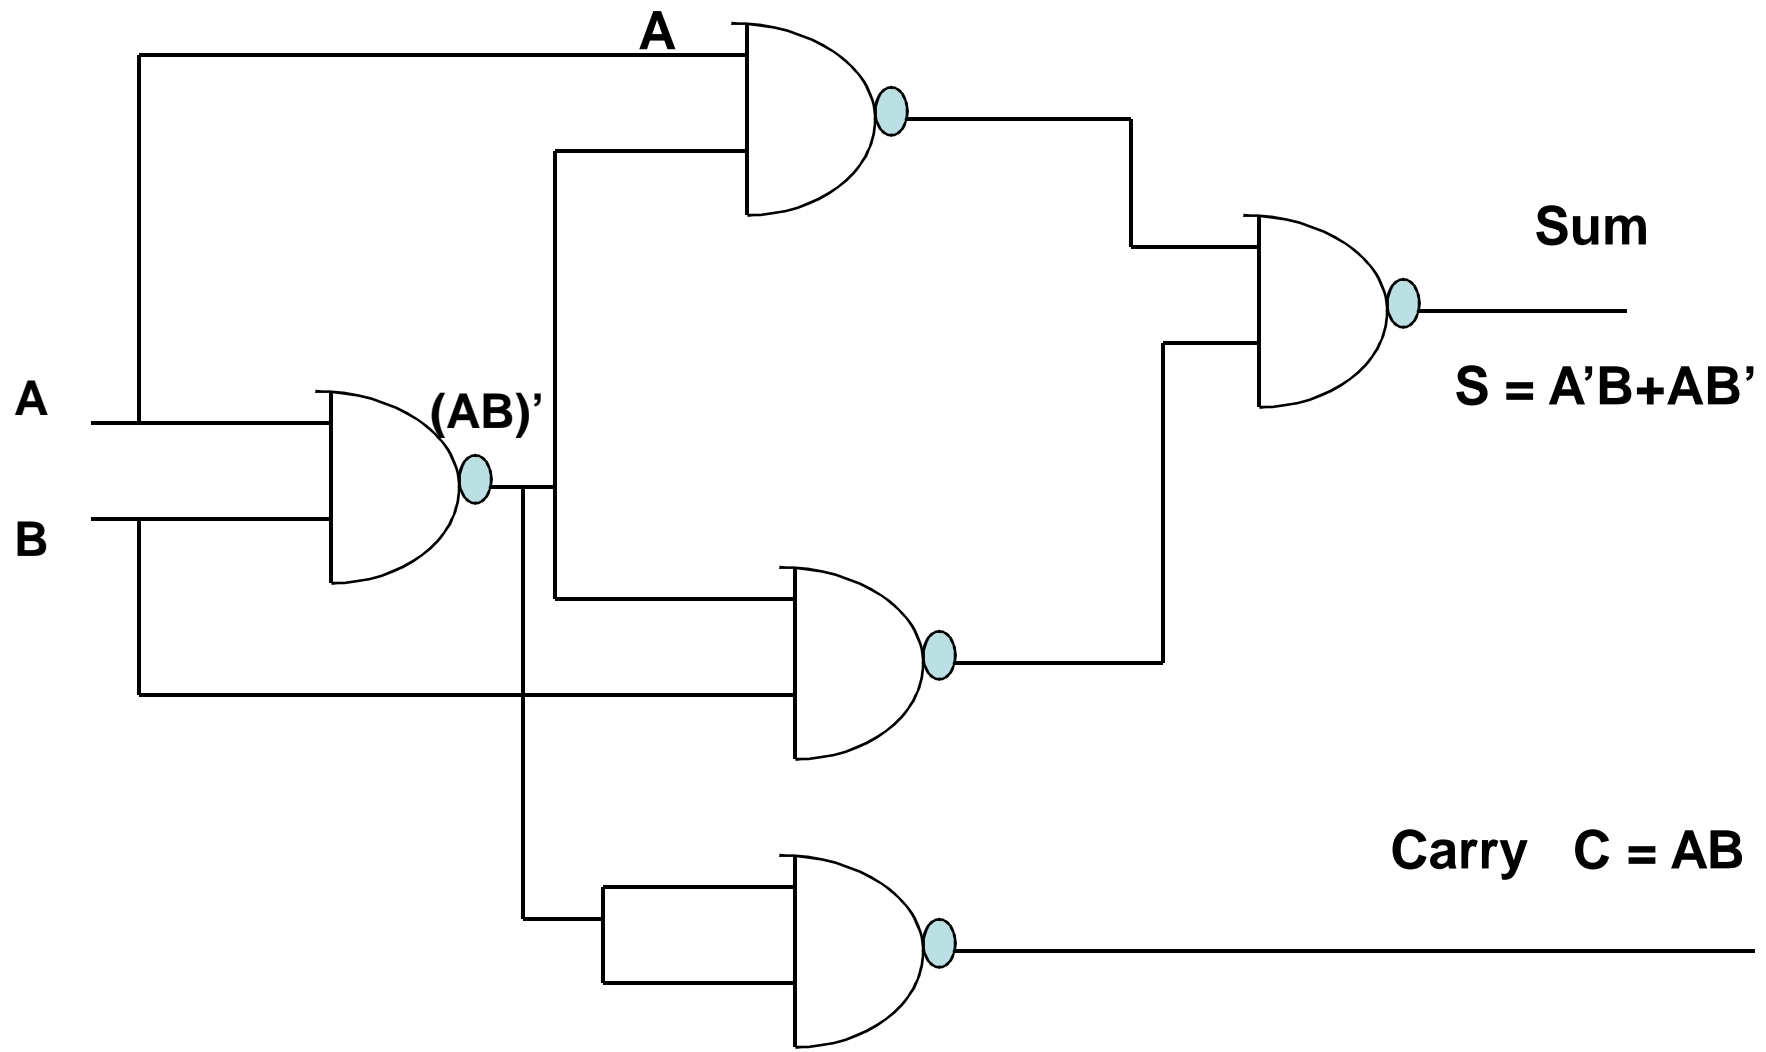 A
Sum
A
(AB)’
S = A’B+AB’
B
Carry C = AB